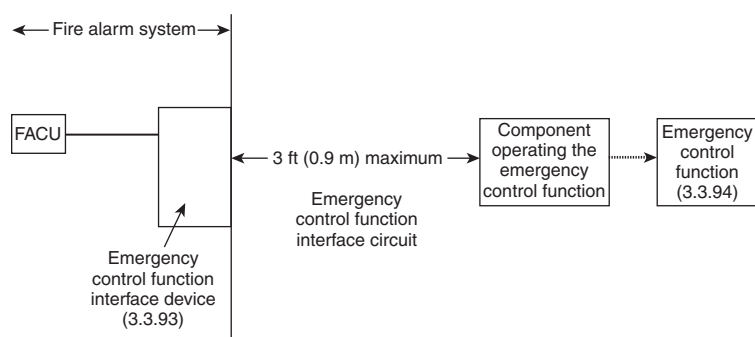 Fire alarm system
FACU
3 ft (0.9 m) maximum
Emergency
control function
interface circuit
Component
operating the
emergency
control function
Emergency
control
function
(3.3.94)
Emergency
control function
interface device
(3.3.93)